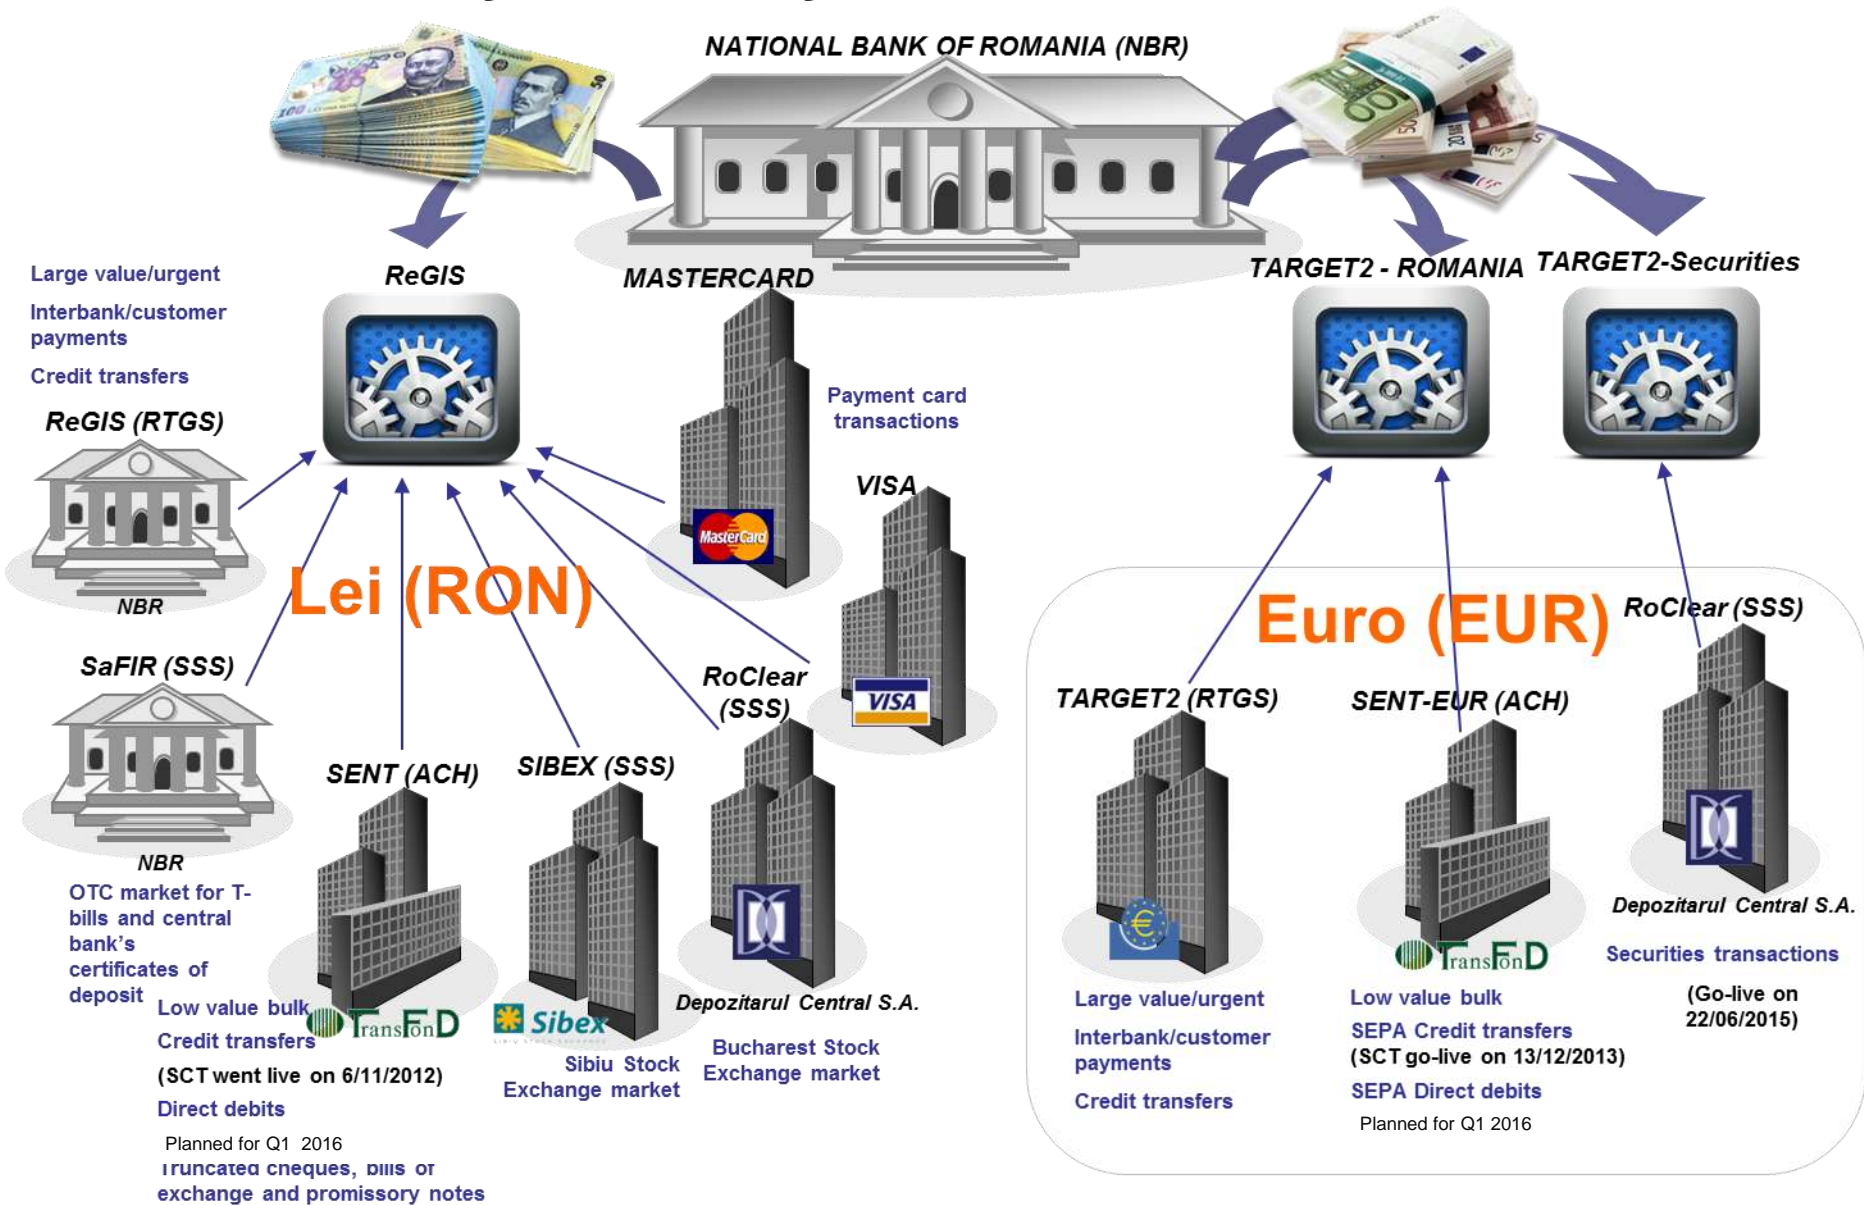 NATIONAL BANK OF ROMANIA (NBR)
100
50
Large value/urgent
Interbank/customer
payments
Credit transfers
ReGIS
MASTERCARD
TARGET2 - ROMANIA
TARGET2-Securities
Payment card
transactions
ReGIS (RTGS)
NBR
MasterCard
VISA
VISA
Lei (RON)
Euro (EUR)
SaFIR (SSS)
NBR
OTC market for T-
bills and central
bank's
certificates of
deposit
SENT (ACH)
TransFonD
Low value bulk
Credit transfers
(SCT went live on 6/11/2012)
Direct debits
Planned for Q1 2016
Truncated cheques, bills of
exchange and promissory notes
SIBEX (SSS)
Sibex
SIBIU STOCK EXCHANGE
Sibiu Stock
Exchange market
RoClear
(SSS)
Depozitarul Central S.A.
Bucharest Stock
Exchange market
TARGET2 (RTGS)
€
Large value/urgent
Interbank/customer
payments
Credit transfers
SENT-EUR (ACH)
TransFonD
Low value bulk
SEPA Credit transfers
(SCT go-live on 13/12/2013)
SEPA Direct debits
Planned for Q1 2016
RoClear (SSS)
Depozitarul Central S.A.
Securities transactions
(Go-live on
22/06/2015)